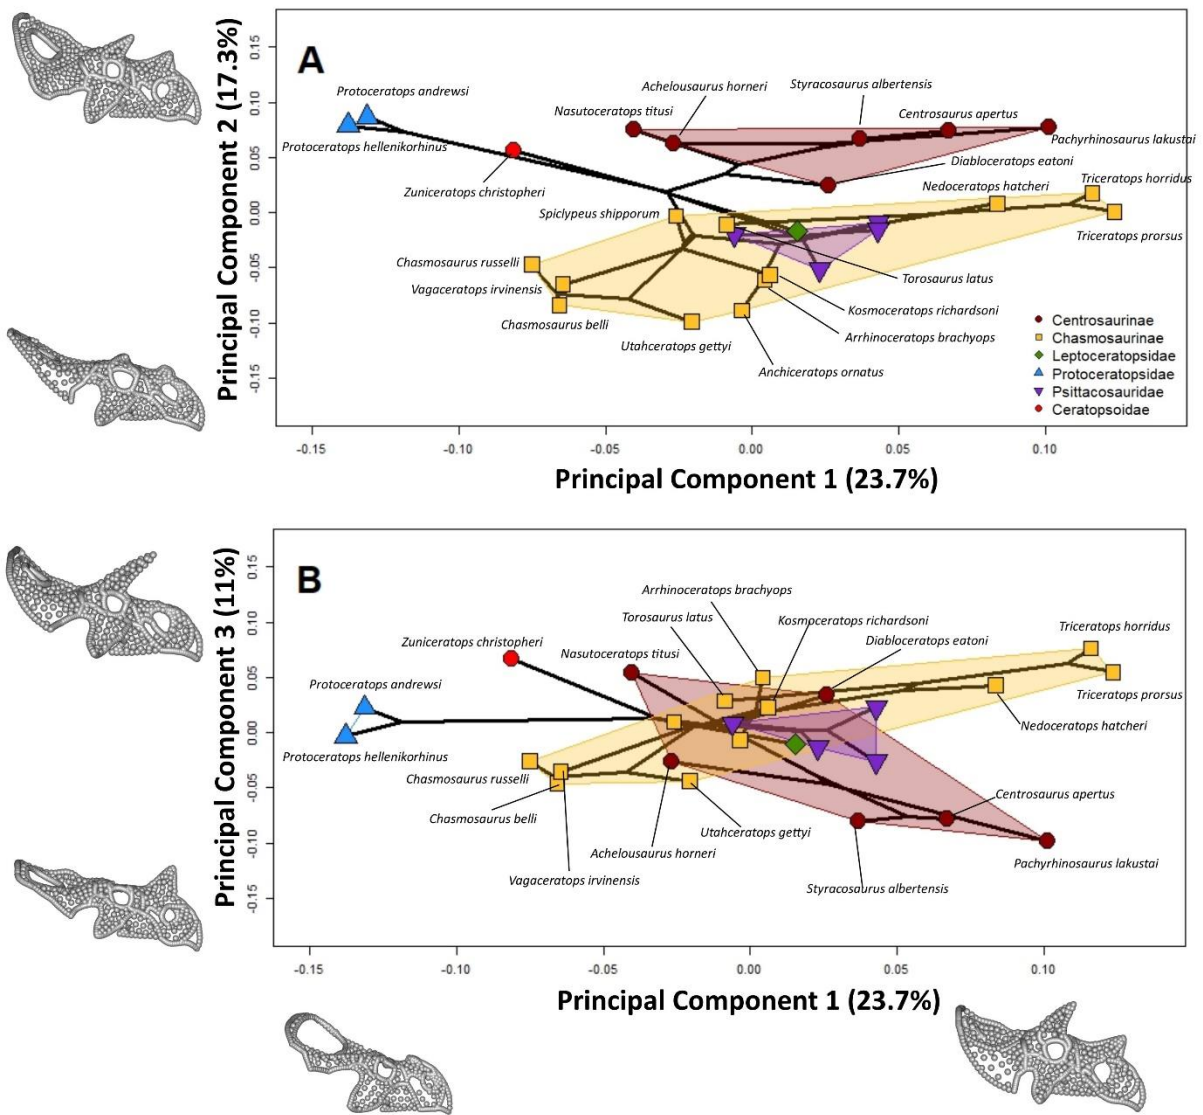 A
Principal Component 2 (17.3%)
0.15
0.10
0.05
0.00
-0.05
-0.10
-0.15
Protoceratops andrewsi
Protoceratops hellenikorhinus
Zuniceratops christopheri
Nasutoceratops titusi
Achelousaurus horneri
Styracosaurus albertensis
Centrosaurus apertus
Pachyrhinosaurus lakustai
Diabloceratops eatoni
Nedoceratops hatcheri
Triceratops horridus
Triceratops prorsus
Spiclypeus shipporum
Chasmosaurus russelli
Vagaceratops irvinensis
Chasmosaurus belli
Utahceratops gettyi
Torosaurus latus
Kosmoceratops richardsoni
Arrhinoceratops brachyops
Anchiceratops ornatus
Centrosaurinae
Chasmosaurinae
Leptoceratopsidae
Protoceratopsidae
Psittacosauridae
Ceratopsoidae
-0.15 -0.10 -0.05 0.00 0.05 0.10
Principal Component 1 (23.7%)
B
Principal Component 3 (11%)
0.15
0.10
0.05
0.00
-0.05
-0.10
-0.15
Arrhinoceratops brachyops
Torosaurus latus
Kosmoceratops richardsoni
Zuniceratops christopheri
Nasutoceratops titusi
Diabloceratops eatoni
Triceratops horridus
Protoceratops andrewsi
Triceratops prorsus
Nedoceratops hatcheri
Protoceratops hellenikorhinus
Chasmosaurus russelli
Chasmosaurus belli
Centrosaurus apertus
Utahceratops gettyi
Achelousaurus horneri
Pachyrhinosaurus lakustai
Vagaceratops irvinensis
Styracosaurus albertensis
-0.15 -0.10 -0.05 0.00 0.05 0.10
Principal Component 1 (23.7%)